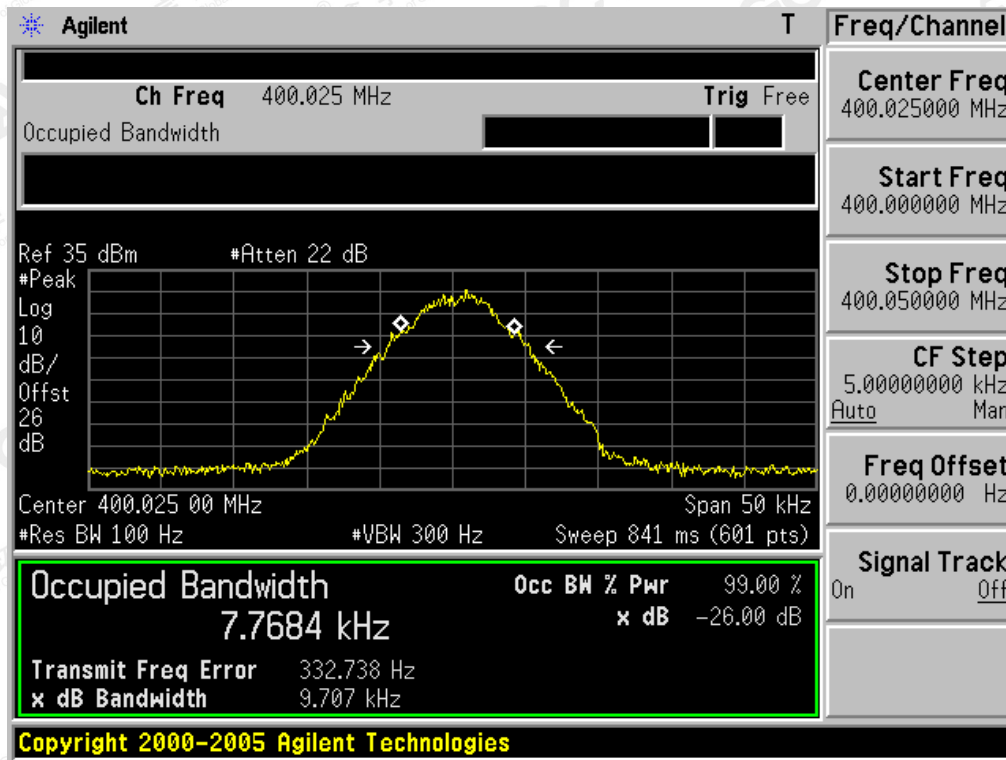 Agilent T
Freq/Channel
Ch Freq 400.025 MHz Trig Free
Occupied Bandwidth
Center Freq
400.025000 MHz
Start Freq
400.000000 MHz
Stop Freq
400.050000 MHz
CF Step
5.00000000 kHz
Auto Man
Freq Offset
0.00000000 Hz
Signal Track
On Off
Ref 35 dBm #Atten 22 dB
#Peak
Log
10
dB/
Offst
26
dB
Center 400.025 00 MHz Span 50 kHz
#Res BW 100 Hz #VBW 300 Hz Sweep 841 ms (601 pts)
Occupied Bandwidth Occ BW % Pwr 99.00 %
7.7684 kHz x dB -26.00 dB
Transmit Freq Error 332.738 Hz
x dB Bandwidth 9.707 kHz
Copyright 2000-2005 Agilent Technologies